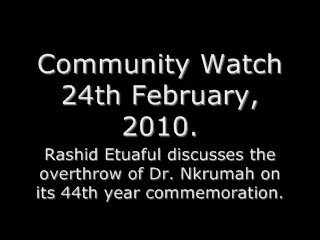 Community Watch
24th February,
2010.
Rashid Etuaful discusses the
overthrow of Dr. Nkrumah on
its 44th year commemoration.